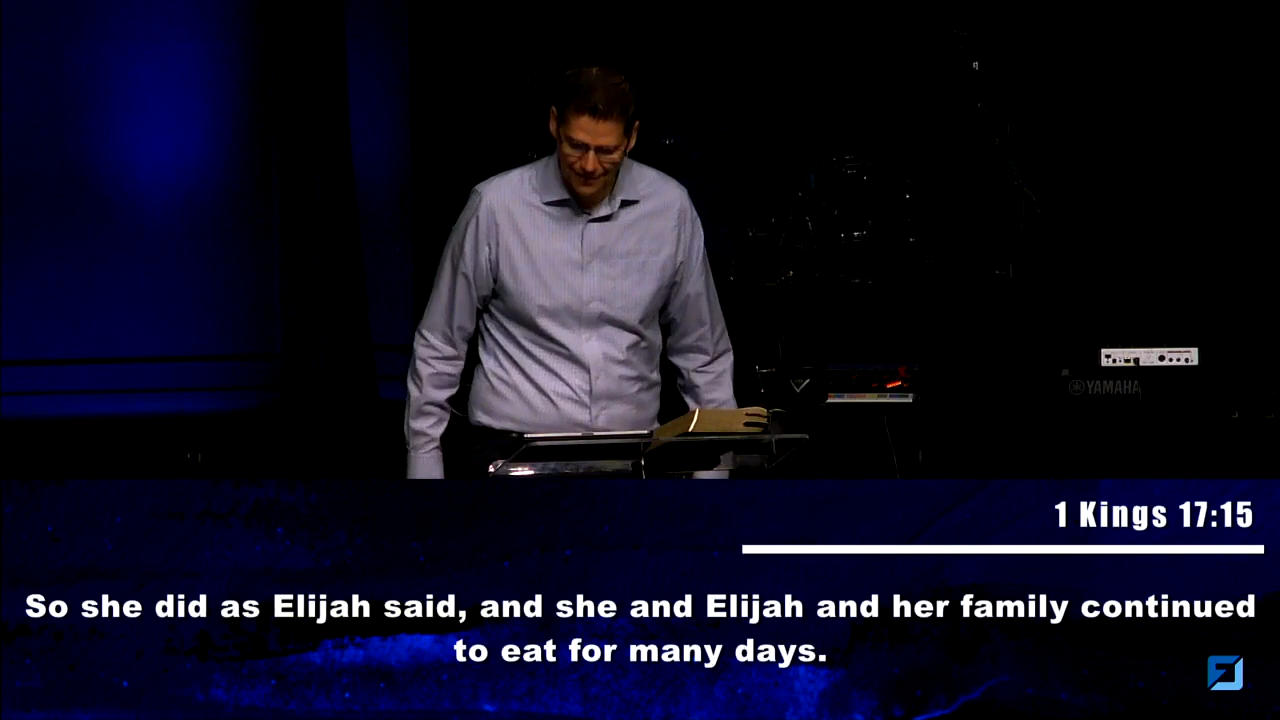 YAMAHA
1 Kings 17:15
So she did as Elijah said, and she and Elijah and her family continued
to eat for many days.